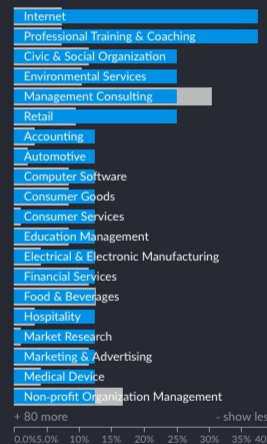 Internet
Professional Training & Coaching
Civic & Social Organization
Environmental Services
Management Consulting
Retail
Accounting
Automotive
Computer Software
Consumer Goods
Consumer Services
Education Management
Electrical & Electronic Manufacturing
Financial Services
Food & Beverages
Hospitality
Market Research
Marketing & Advertising
Medical Device
Non-profit Organization Management
+ 80 more - show les
0.0% 5.0% 10% 15% 20% 25% 30% 35% 40